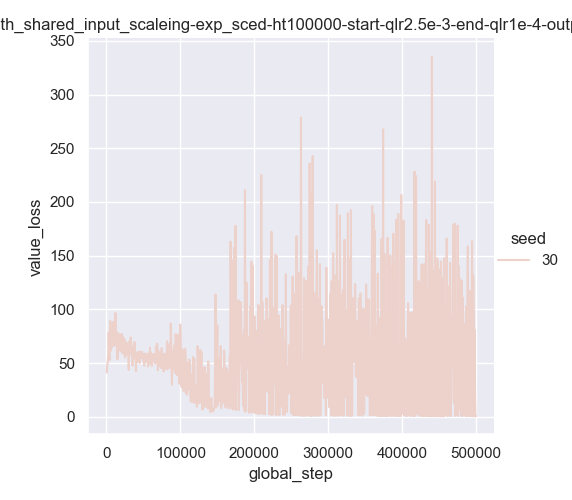 th_shared_input_scaleing-exp_sced-ht100000-start-qlr2.5e-3-end-qlr1e-4-outp
350
300
250
200
150
100
50
0
value_loss
0 100000 200000 300000 400000 500000
global_step
seed
30